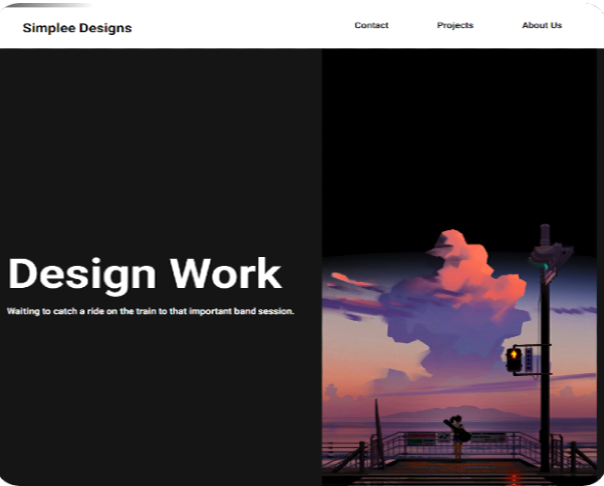 Simplee Designs
Contact Projects About Us
Design Work
Waiting to catch a ride on the train to that important band session.